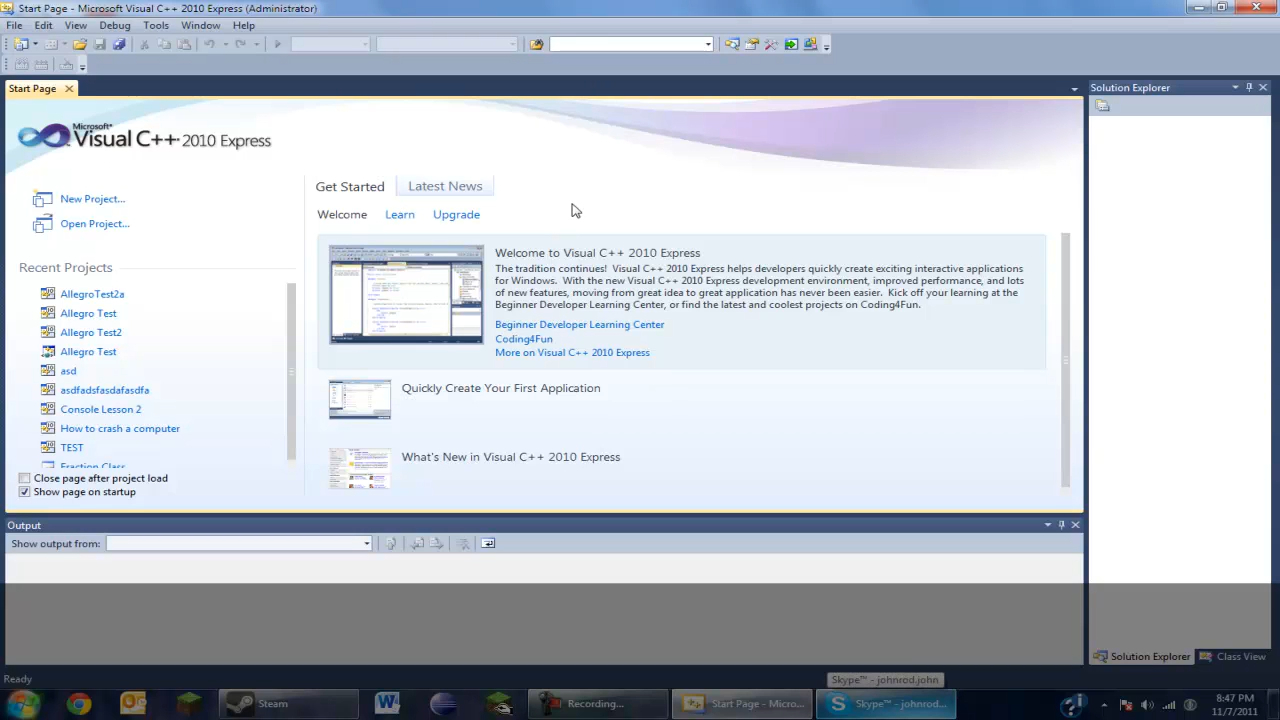 Start Page - Microsoft Visual C++ 2010 Express (Administrator)
File Edit View Debug Tools Window Help
Start Page
Solution Explorer
Microsoft®
Visual C++ 2010 Express
New Project...
Open Project...
Recent Projects
AllegroTest2a
Allegro Test
Allegro Test2
Allegro Test
asd
asdfadsfasdafasdfa
Console Lesson 2
How to crash a computer
TEST
Fraction Class
Close page after project load
Show page on startup
Get Started Latest News
Welcome Learn Upgrade
Welcome to Visual C++ 2010 Express
The tradition continues! Visual C++ 2010 Express helps developers quickly create exciting interactive applications
for Windows. With the new Visual C++ 2010 Express development environment, improved performance, and lots
of new features, moving from great idea to great application has never been easier. Kick off your learning at the
Beginner Developer Learning Center, or find the latest and coolest projects on Coding4Fun.
Beginner Developer Learning Center
Coding4Fun
More on Visual C++ 2010 Express
Quickly Create Your First Application
What's New in Visual C++ 2010 Express
Output
Show output from:
Solution Explorer Class View
Ready
Skype™ - johnrod.john
Steam
Recording...
Start Page - Micro...
Skype™ - johnrod...
8:47 PM
11/7/2011